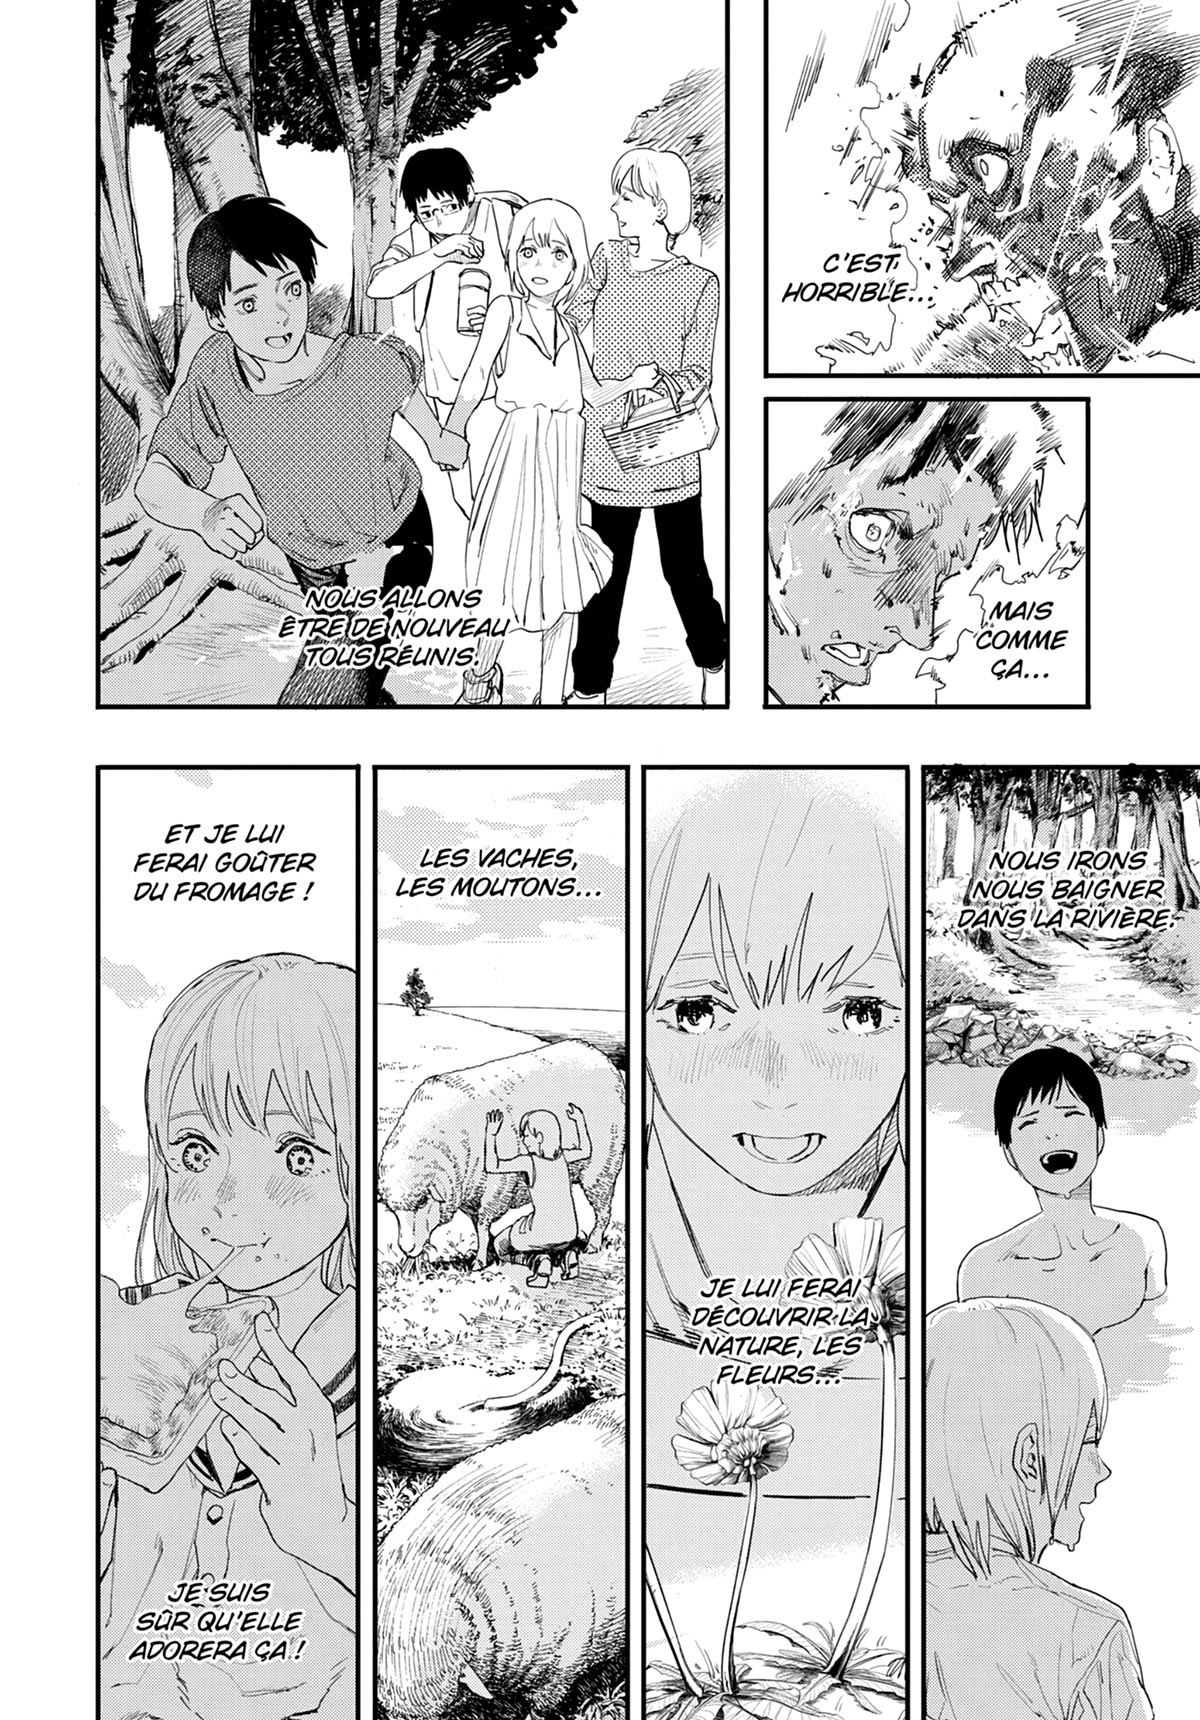 C'EST
HORRIBLE...
MAIS
COMME
ÇA...
NOUS ALLONS
ÊTRE DE NOUVEAU
TOUS RÉUNIS.
NOUS IRONS
NOUS BAIGNER
DANS LA RIVIÈRE.
JE LUI FERAI
DÉCOUVRIR LA
NATURE, LES
FLEURS...
LES VACHES,
LES MOUTONS...
ET JE LUI
FERAI GOÛTER
DU FROMAGE !
JE SUIS
SÛR QU'ELLE
ADORERA ÇA !